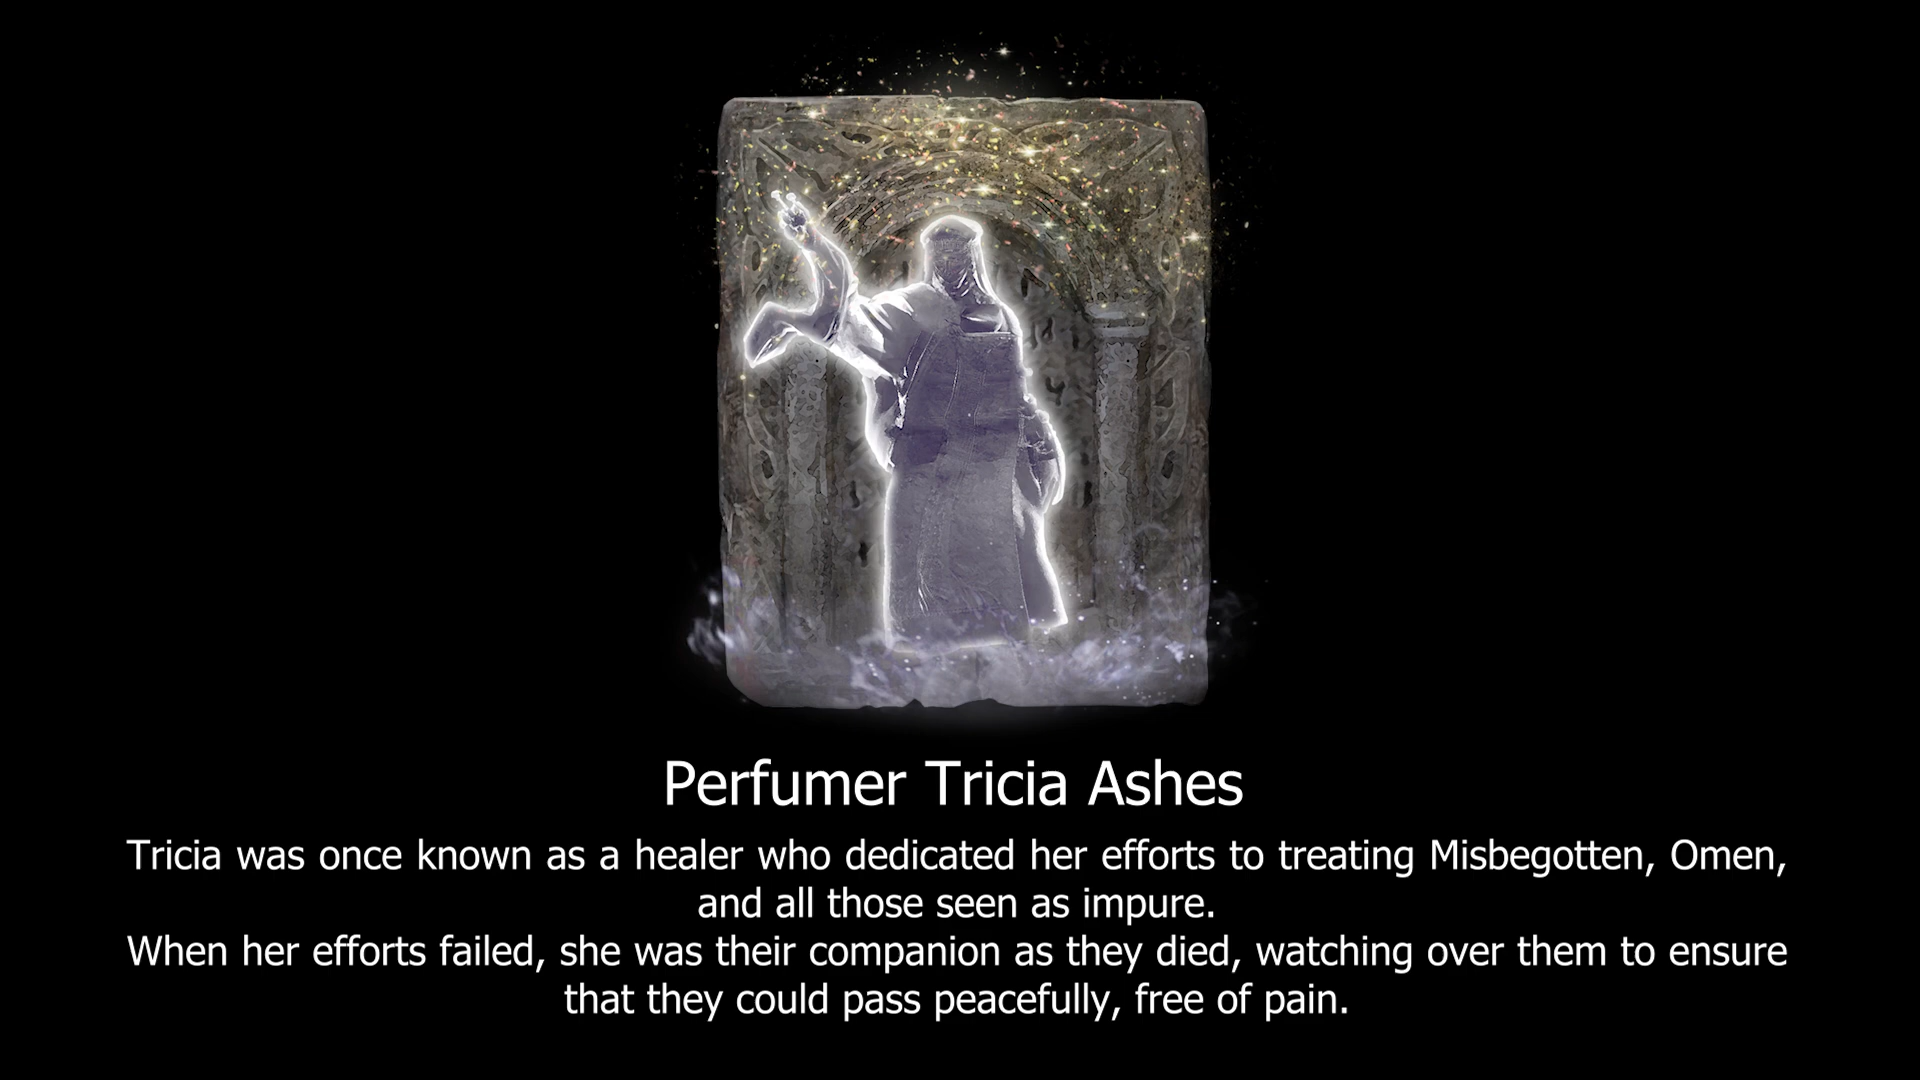 Perfumer Tricia Ashes
Tricia was once known as a healer who dedicated her efforts to treating Misbegotten, Omen,
and all those seen as impure.
When her efforts failed, she was their companion as they died, watching over them to ensure
that they could pass peacefully, free of pain.